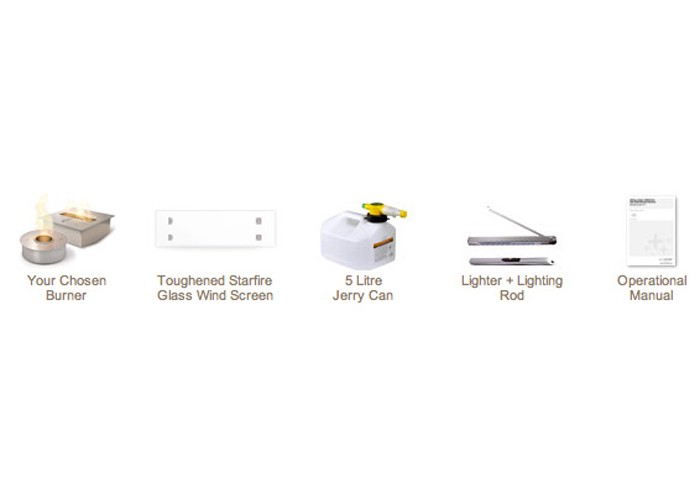 Your Chosen
Burner
Toughened Starfire
Glass Wind Screen
5 Litre
Jerry Can
Lighter + Lighting
Rod
Operational
Manual